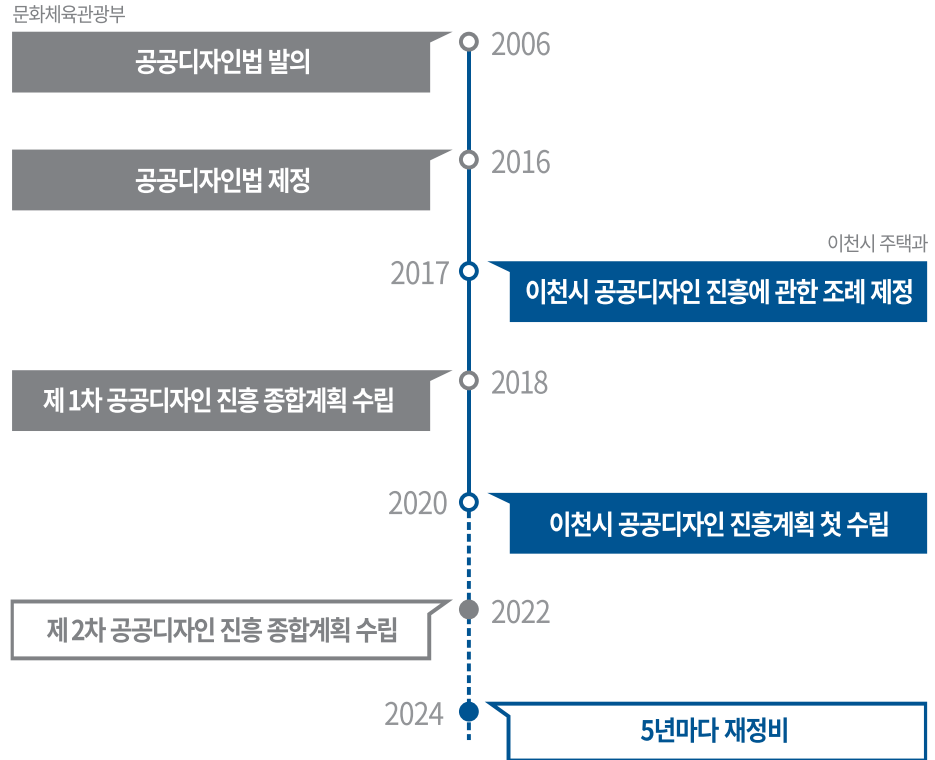 문화체육관광부
공공디자인법 발의
2006
공공디자인법 제정
2016
이천시 주택과
2017
이천시 공공디자인 진흥에 관한 조례 제정
제 1차 공공디자인 진흥 종합계획 수립
2018
2020
이천시 공공디자인 진흥계획 첫 수립
제 2차 공공디자인 진흥 종합계획 수립
2022
2024
5년마다 재정비